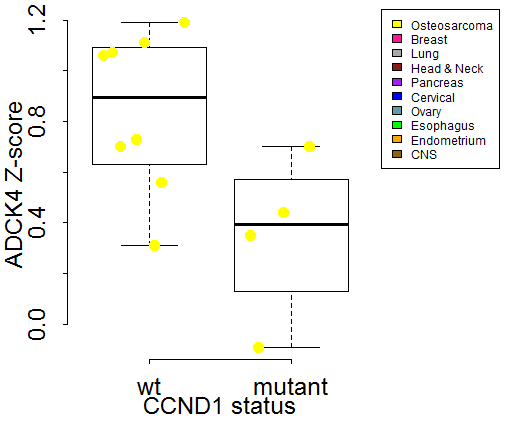 ADCK4 Z-score
1.2
0.8
0.4
0.0
wt mutant
CCND1 status
Osteosarcoma
Breast
Lung
Head & Neck
Pancreas
Cervical
Ovary
Esophagus
Endometrium
CNS